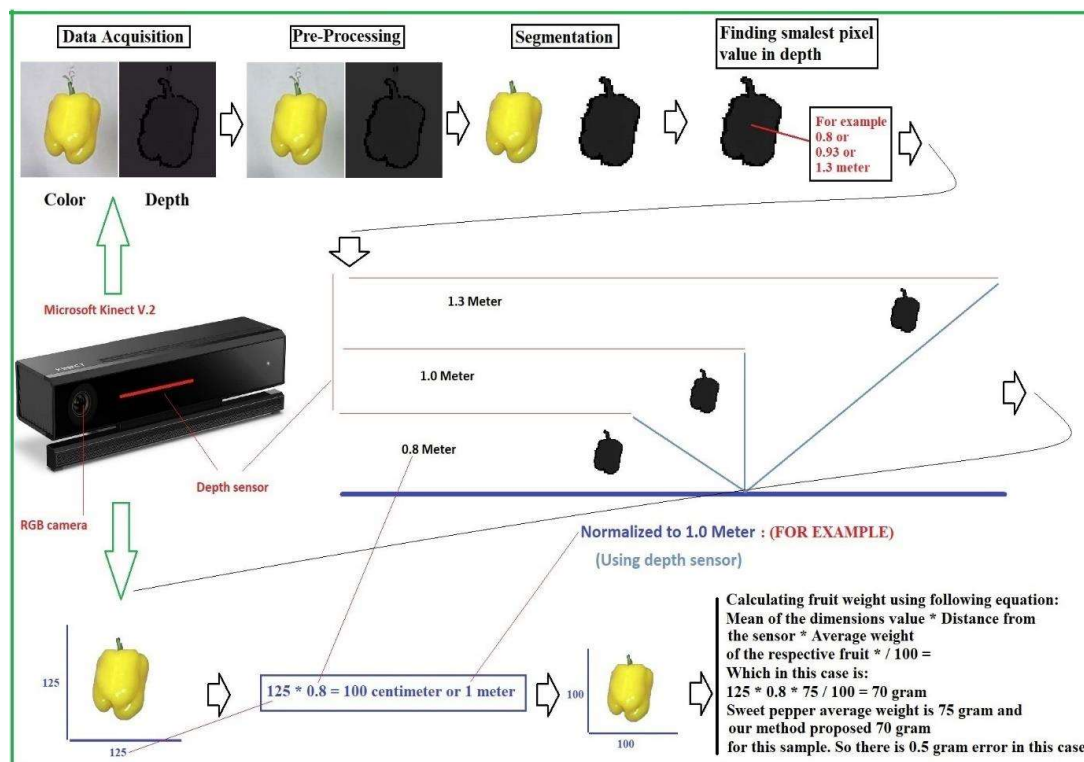 Data Acquisition
Pre-Processing
Segmentation
Finding smalest pixel
value in depth
For example
0.8 or
0.93 or
1.3 meter
Color
Depth
Microsoft Kinect V.2
1.3 Meter
1.0 Meter
0.8 Meter
Depth sensor
RGB camera
Normalized to 1.0 Meter : (FOR EXAMPLE)
(Using depth sensor)
125
125
125 * 0.8 = 100 centimeter or 1 meter
100
100
Calculating fruit weight using following equation:
Mean of the dimensions value * Distance from
the sensor * Average weight
of the respective fruit * / 100 =
Which in this case is:
125 * 0.8 * 75 / 100 = 70 gram
Sweet pepper average weight is 75 gram and
our method proposed 70 gram
for this sample. So there is 0.5 gram error in this case